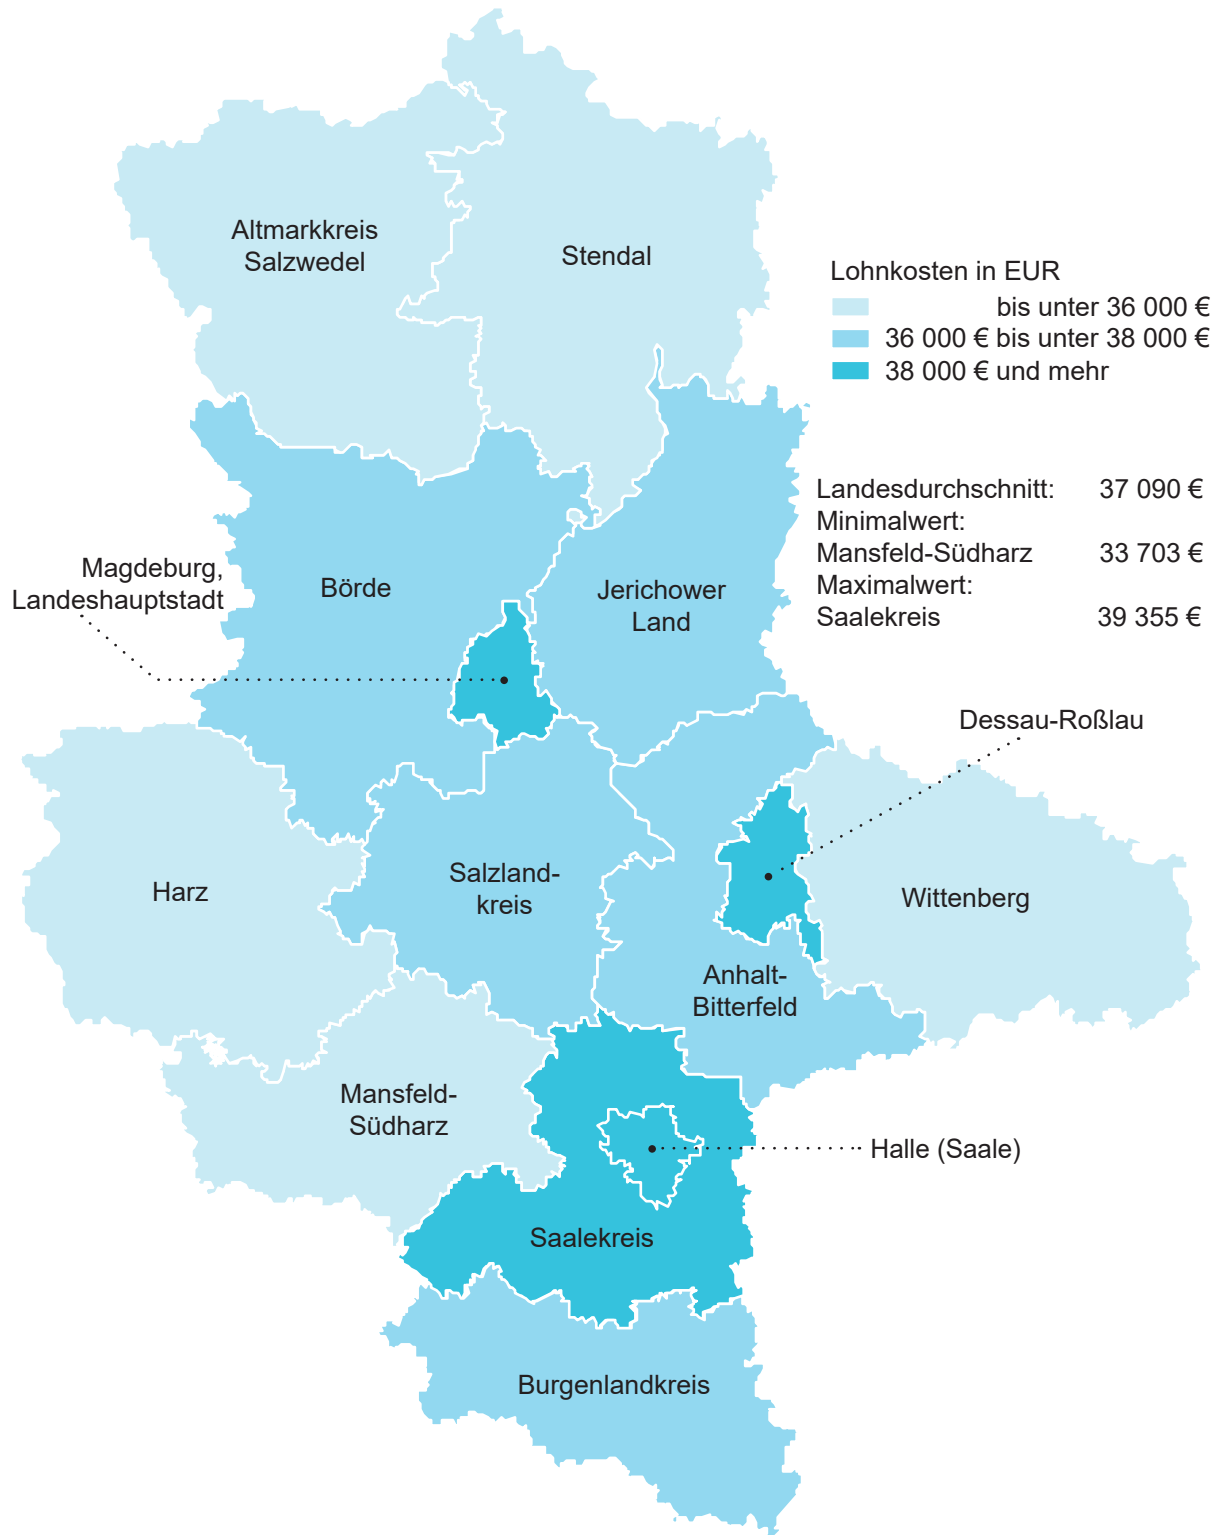 Altmarkkreis
Salzwedel
Stendal
Lohnkosten in EUR
bis unter 36 000 €
36 000 € bis unter 38 000 €
38 000 € und mehr
Landesdurchschnitt: 37 090 €
Minimalwert:
Mansfeld-Südharz 33 703 €
Maximalwert:
Saalekreis 39 355 €
Magdeburg,
Landeshauptstadt
Börde
Jerichower
Land
Dessau-Roßlau
Harz
Salzland-
kreis
Wittenberg
Anhalt-
Bitterfeld
Mansfeld-
Südharz
Halle (Saale)
Saalekreis
Burgenlandkreis